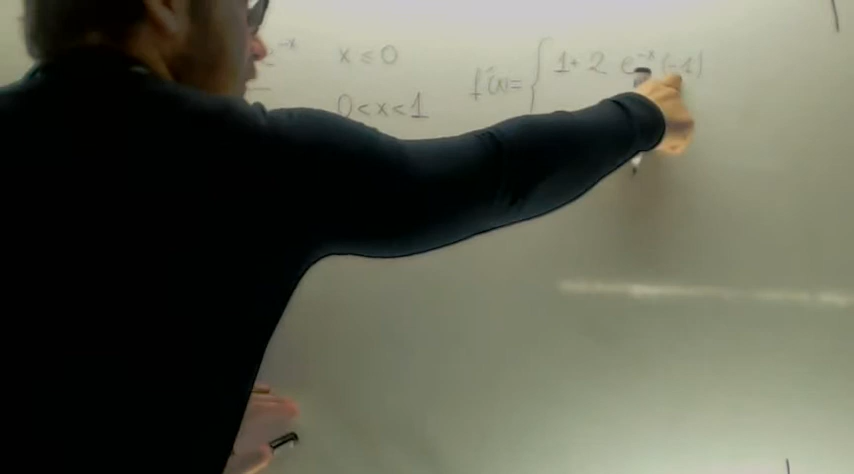 e^-x x ≤ 0 f'(x) = { 1 + 2 e^-x (-1)
0 < x < 1